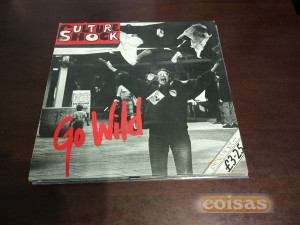 CULTURE
SHOCK
Go Wild
£3·25
coisas